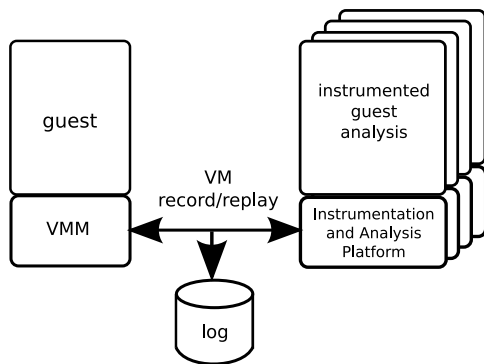 guest
VMM
VM
record/replay
log
instrumented
guest
analysis
Instrumentation
and Analysis
Platform